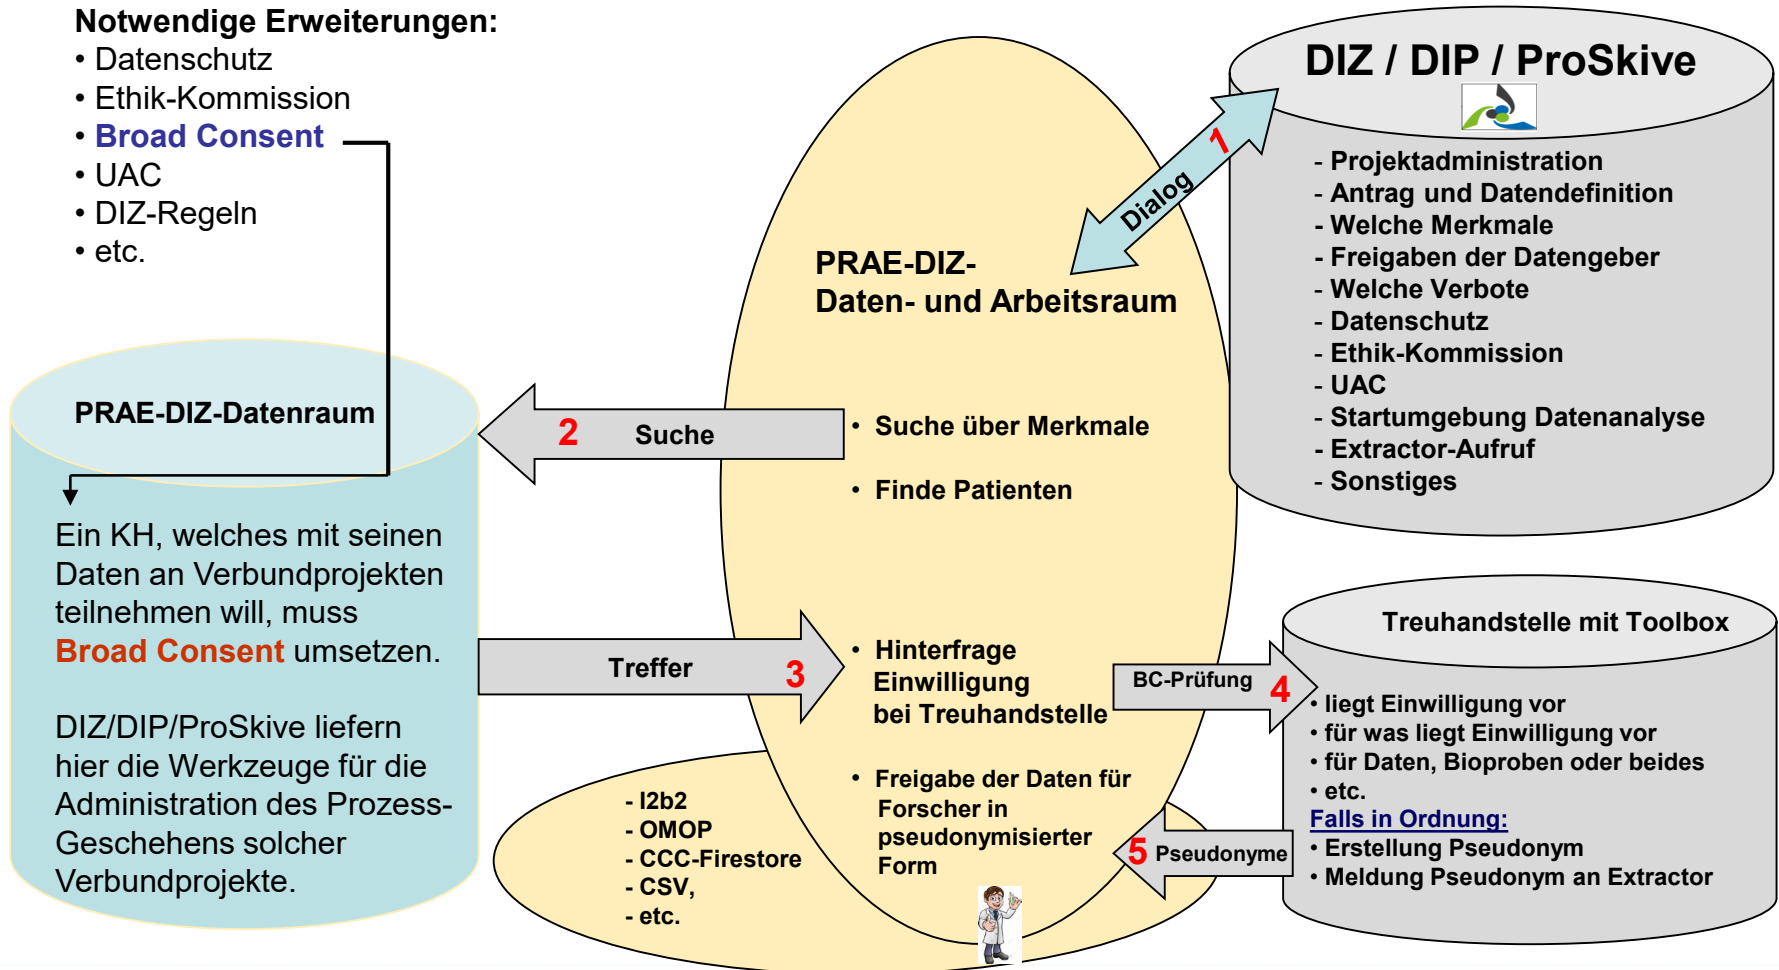 Notwendige Erweiterungen:
• Datenschutz
• Ethik-Kommission
• Broad Consent
• UAC
• DIZ-Regeln
• etc.
DIZ / DIP / ProSkive
- Projektadministration
- Antrag und Datendefinition
- Welche Merkmale
- Freigaben der Datengeber
- Welche Verbote
- Datenschutz
- Ethik-Kommission
- UAC
- Startumgebung Datenanalyse
- Extractor-Aufruf
- Sonstiges
1
Dialog
PRAE-DIZ-
Daten- und Arbeitsraum
PRAE-DIZ-Datenraum
2 Suche
• Suche über Merkmale
• Finde Patienten
Ein KH, welches mit seinen
Daten an Verbundprojekten
teilnehmen will, muss
Broad Consent umsetzen.
DIZ/DIP/ProSkive liefern
hier die Werkzeuge für die
Administration des Prozess-
Geschehens solcher
Verbundprojekte.
Treffer 3
• Hinterfrage
Einwilligung
bei Treuhandstelle
• Freigabe der Daten für
Forscher in
pseudonymisierter
Form
- I2b2
- OMOP
- CCC-Firestore
- CSV,
- etc.
BC-Prüfung 4
Treuhandstelle mit Toolbox
• liegt Einwilligung vor
• für was liegt Einwilligung vor
• für Daten, Bioproben oder beides
• etc.
Falls in Ordnung:
• Erstellung Pseudonym
• Meldung Pseudonym an Extractor
5 Pseudonyme